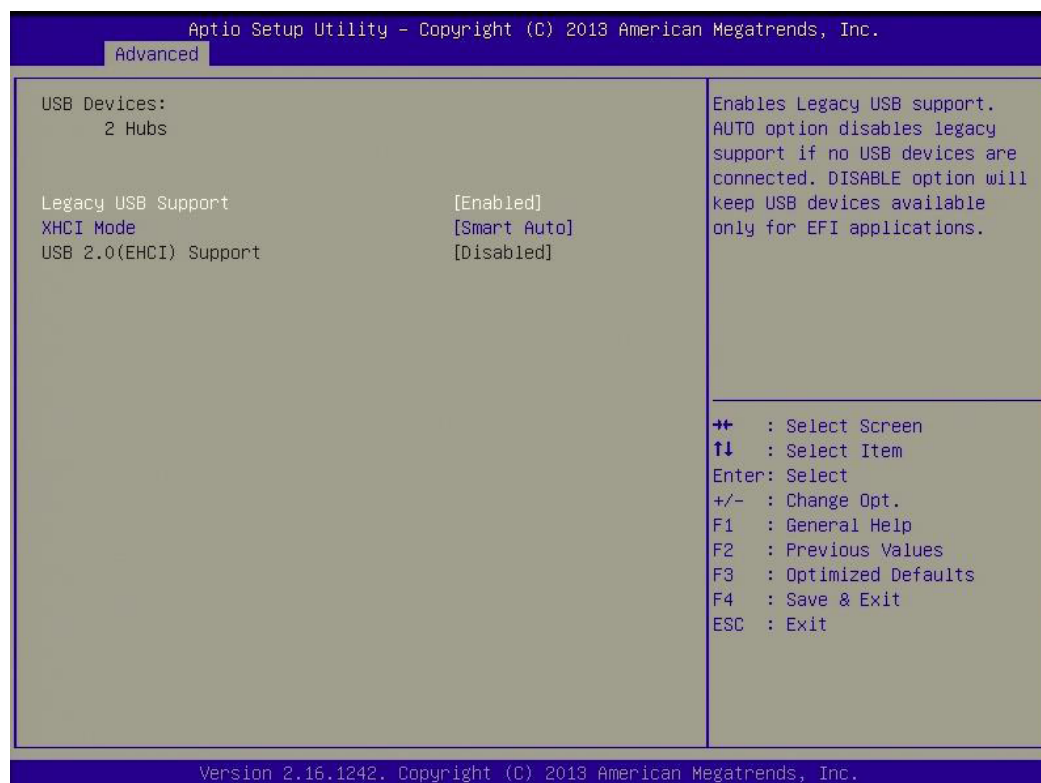 Aptio Setup Utility – Copyright (C) 2013 American Megatrends, Inc.
Advanced
USB Devices:
2 Hubs
Legacy USB Support [Enabled]
XHCI Mode [Smart Auto]
USB 2.0(EHCI) Support [Disabled]
Enables Legacy USB support.
AUTO option disables legacy
support if no USB devices are
connected. DISABLE option will
keep USB devices available
only for EFI applications.
→←  : Select Screen
↑↓  : Select Item
Enter: Select
+/-  : Change Opt.
F1  : General Help
F2  : Previous Values
F3  : Optimized Defaults
F4  : Save & Exit
ESC  : Exit
Version 2.16.1242. Copyright (C) 2013 American Megatrends, Inc.